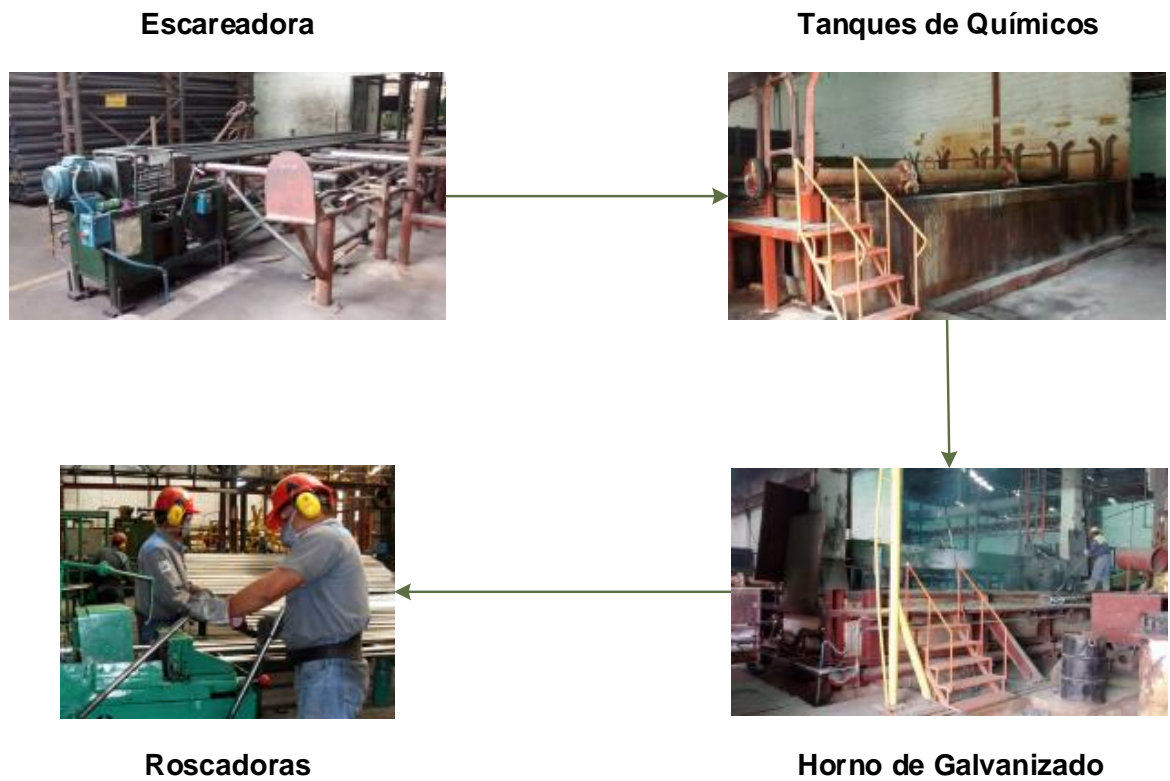 Escareadora
Tanques de Químicos
Roscadoras
Horno de Galvanizado